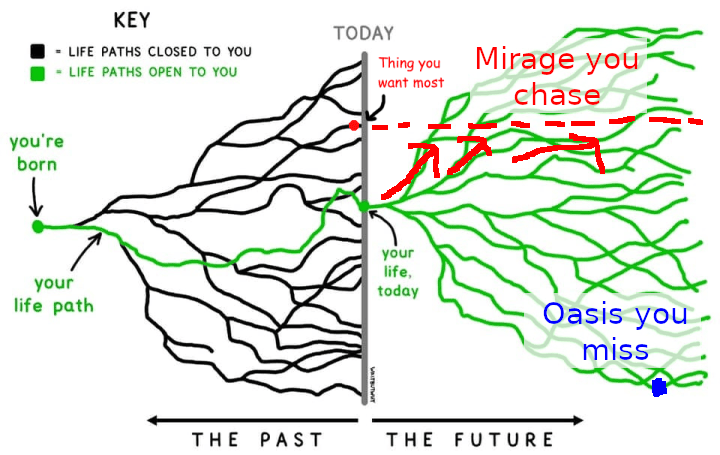 KEY
= LIFE PATHS CLOSED TO YOU
= LIFE PATHS OPEN TO YOU
TODAY
Thing you
want most
Mirage you
chase
you're
born
your
life path
your
life,
today
Oasis you
miss
THE PAST
THE FUTURE